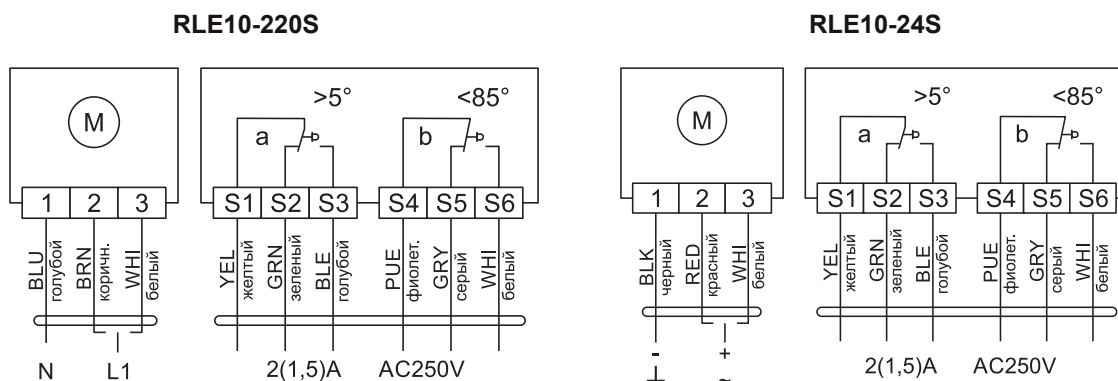 RLE10-220S
M
>5°
<85°
a
b
1 2 3
S1 S2 S3 S4 S5 S6
BLU голубой
BRN коричн.
WHI белый
YEL желтый
GRN зеленый
BLE голубой
PUE фиолет.
GRY серый
WHI белый
N L1
2(1,5)A AC250V
RLE10-24S
M
>5°
<85°
a
b
1 2 3
S1 S2 S3 S4 S5 S6
BLK черный
RED красный
WHI белый
YEL желтый
GRN зеленый
BLE голубой
PUE фиолет.
GRY серый
WHI белый
- +
⊥ ~
2(1,5)A AC250V